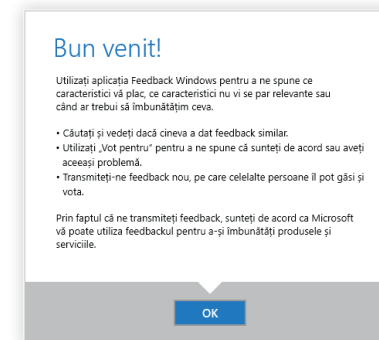 Bun venit!
Utilizați aplicația Feedback Windows pentru a ne spune ce
caracteristici vă plac, ce caracteristici nu vi se par relevante sau
când ar trebui să îmbunătățim ceva.
• Căutați și vedeți dacă cineva a dat feedback similar.
• Utilizați „Vot pentru” pentru a ne spune că sunteți de acord sau aveți
aceeași problemă.
• Transmiteți-ne feedback nou, pe care celelalte persoane îl pot găsi și
vota.
Prin faptul că ne transmiteți feedback, sunteți de acord ca Microsoft
vă poate utiliza feedbackul pentru a-și îmbunătăți produsele și
serviciile.
OK